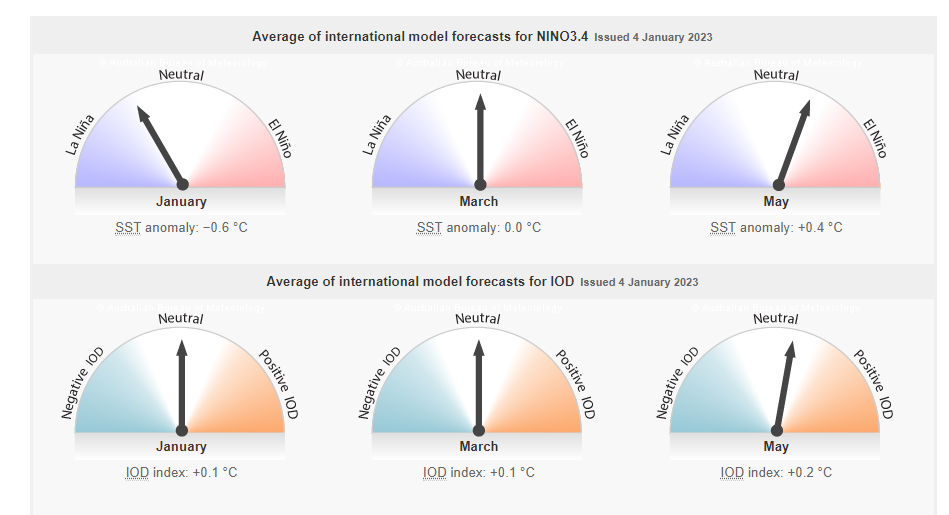 Average of international model forecasts for NINO3.4 Issued 4 January 2023
© Australian Bureau of Meteorology © Australian Bureau of Meteorology © Australian Bureau of Meteorology
Neutral Neutral Neutral
La Niña El Niño La Niña El Niño La Niña El Niño
January March May
SST anomaly: −0.6 °C SST anomaly: 0.0 °C SST anomaly: +0.4 °C
Average of international model forecasts for IOD Issued 4 January 2023
© Australian Bureau of Meteorology © Australian Bureau of Meteorology © Australian Bureau of Meteorology
Neutral Neutral Neutral
Negative IOD Positive IOD Negative IOD Positive IOD Negative IOD Positive IOD
January March May
IOD index: +0.1 °C IOD index: +0.1 °C IOD index: +0.2 °C